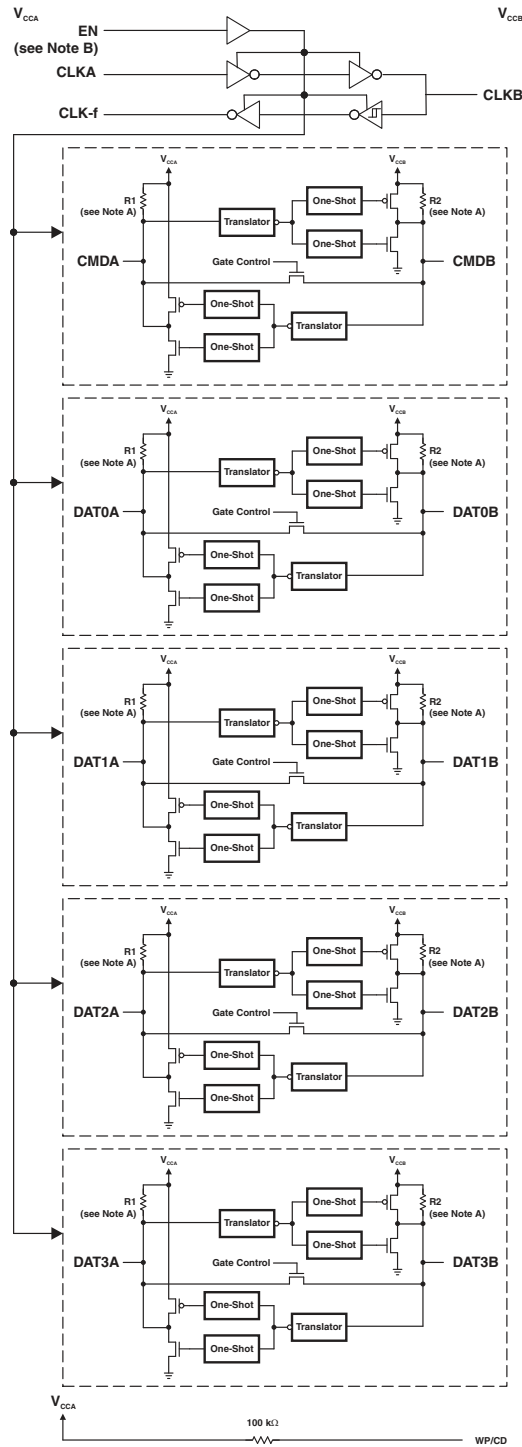 VCCA VCCB
EN
(see Note B)
CLKA
CLKB
CLK-f
VCCA VCCB
R1
(see Note A)
One-Shot
R2
(see Note A)
Translator
One-Shot
CMDA
Gate Control
CMDB
One-Shot
Translator
One-Shot
VCCA VCCB
R1
(see Note A)
One-Shot
R2
(see Note A)
Translator
One-Shot
DAT0A
Gate Control
DAT0B
One-Shot
Translator
One-Shot
VCCA VCCB
R1
(see Note A)
One-Shot
R2
(see Note A)
Translator
One-Shot
DAT1A
Gate Control
DAT1B
One-Shot
Translator
One-Shot
VCCA VCCB
R1
(see Note A)
One-Shot
R2
(see Note A)
Translator
One-Shot
DAT2A
Gate Control
DAT2B
One-Shot
Translator
One-Shot
VCCA VCCB
R1
(see Note A)
One-Shot
R2
(see Note A)
Translator
One-Shot
DAT3A
Gate Control
DAT3B
One-Shot
Translator
One-Shot
VCCA
100 kΩ
WP/CD